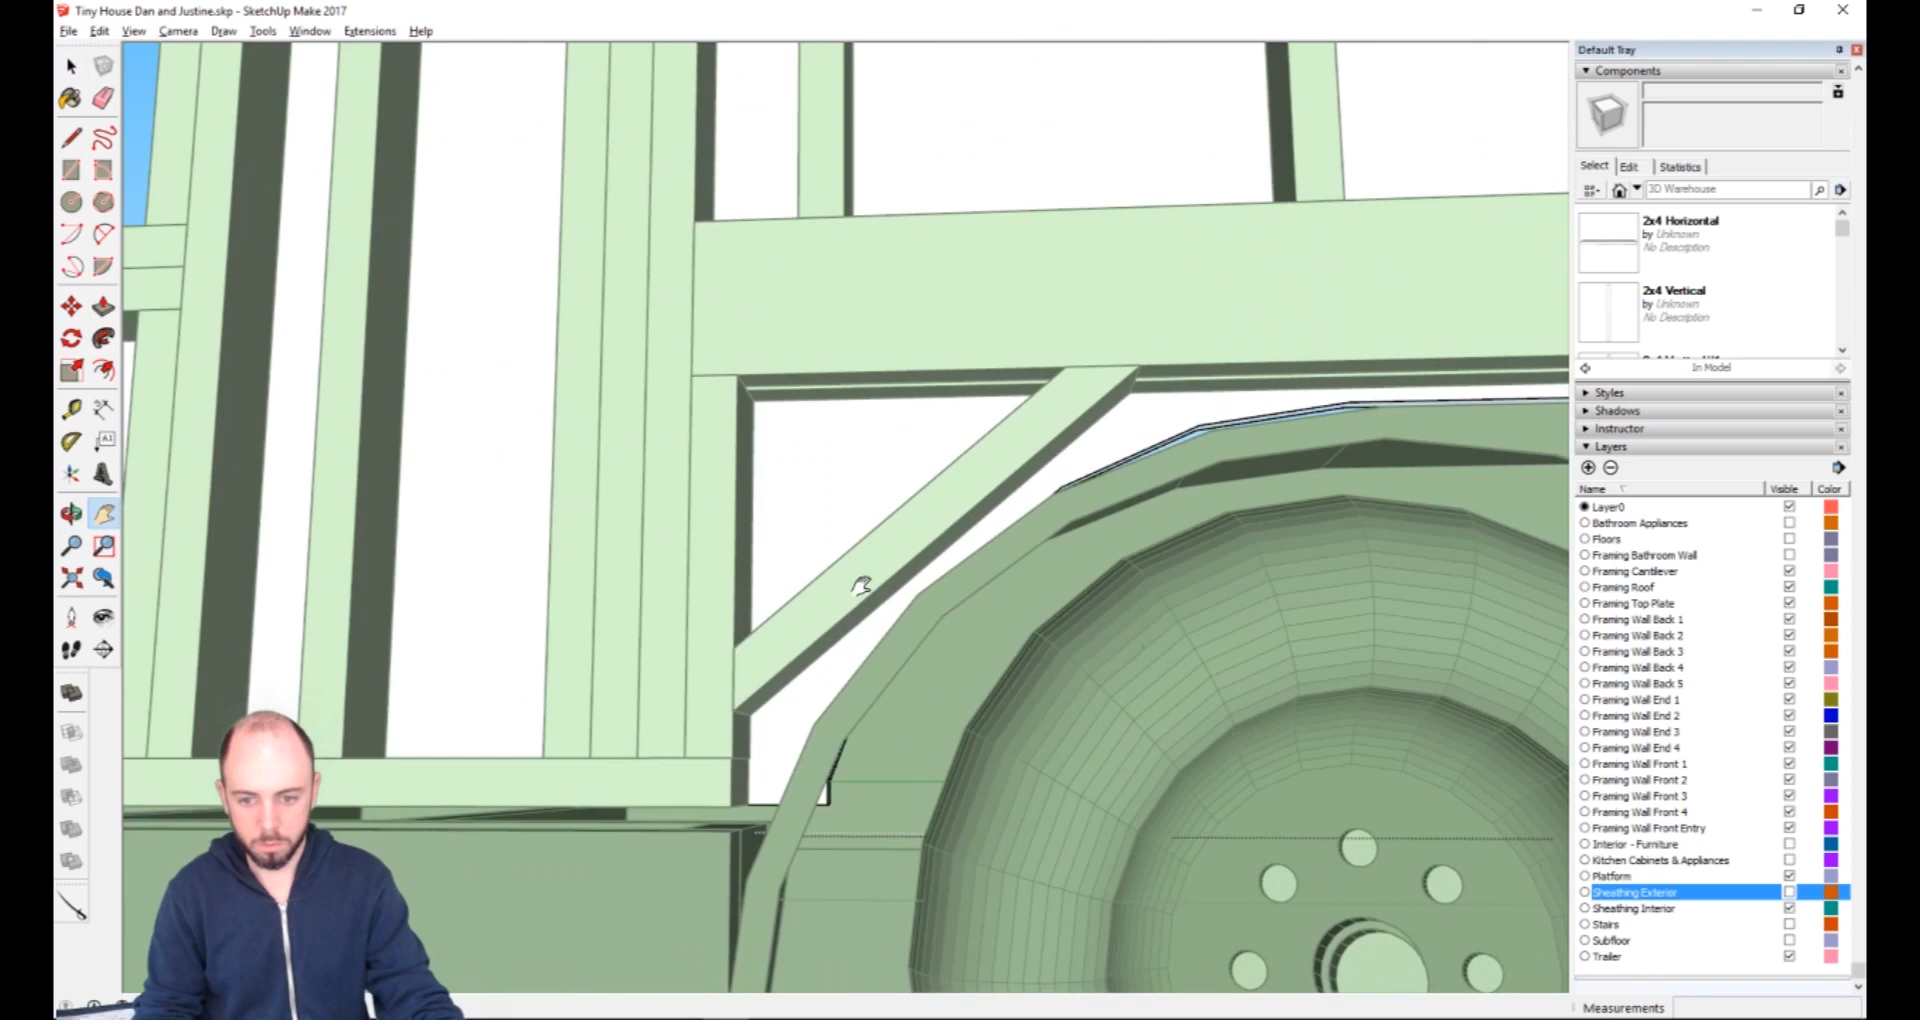 Tiny House Dan and Justine.skp - SketchUp Make 2017
File Edit View Camera Draw Tools Window Extensions Help
Default Tray
Components
Select Edit Statistics
3D Warehouse
2x4 Horizontal
by Unknown
No Description
2x4 Vertical
by Unknown
No Description
In Model
Styles
Shadows
Instructor
Layers
Name Visible Color
Layer0
Bathroom Appliances
Floors
Framing Bathroom Wall
Framing Cantilever
Framing Roof
Framing Top Plate
Framing Wall Back 1
Framing Wall Back 2
Framing Wall Back 3
Framing Wall Back 4
Framing Wall Back 5
Framing Wall End 1
Framing Wall End 2
Framing Wall End 3
Framing Wall End 4
Framing Wall Front 1
Framing Wall Front 2
Framing Wall Front 3
Framing Wall Front 4
Framing Wall Front Entry
Interior - Furniture
Kitchen Cabinets & Appliances
Platform
Sheathing Exterior
Sheathing Interior
Stairs
Subfloor
Trailer
Measurements